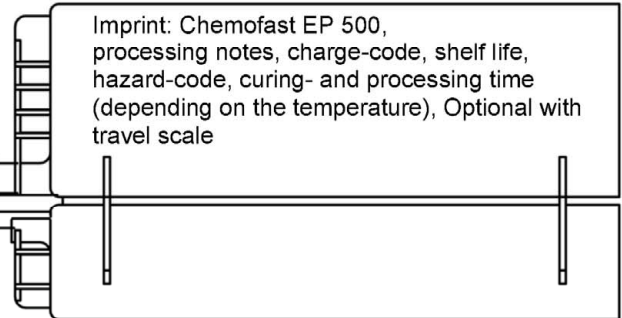 Imprint: Chemofast EP 500,
processing notes, charge-code, shelf life,
hazard-code, curing- and processing time
(depending on the temperature), Optional with
travel scale